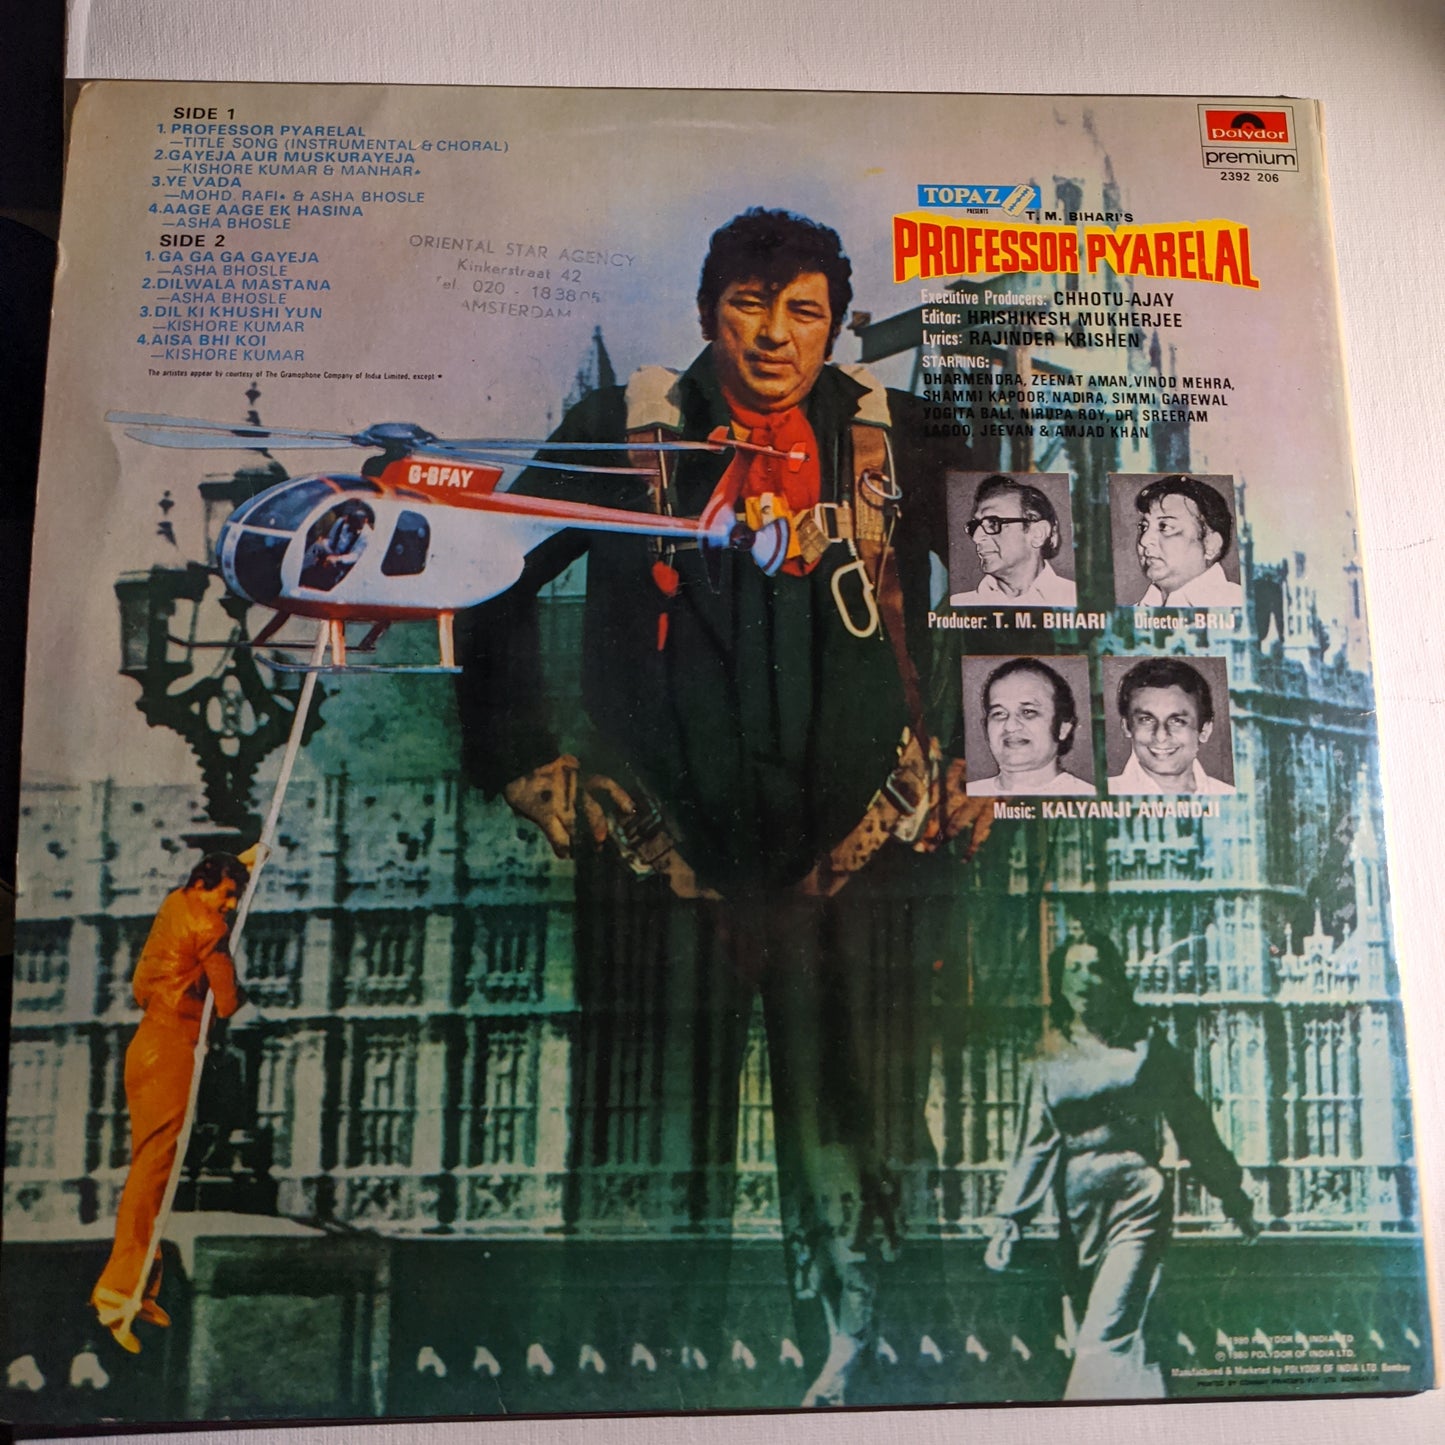 SIDE 1
1. PROFESSOR PYARELAL
—TITLE SONG (INSTRUMENTAL & CHORAL)
2.GAYEJA AUR MUSKURAYEJA
—KISHORE KUMAR & MANHAR*
3.YE VADA
—MOHD. RAFI* & ASHA BHOSLE
4.AAGE AAGE EK HASINA
—ASHA BHOSLE
SIDE 2
1.GA GA GA GAYEJA
—ASHA BHOSLE
2.DILWALA MASTANA
—ASHA BHOSLE
3.DIL KI KHUSHI YUN
—KISHORE KUMAR
4.AISA BHI KOI
—KISHORE KUMAR
The artistes appear by courtesy of The Gramophone Company of India Limited, except *
ORIENTAL STAR AGENCY
Kinkerstraat 42
Tel. 020 - 183805
AMSTERDAM
polydor
premium
2392 206
TOPAZ
PRESENTS
T. M. BIHARI'S
PROFESSOR PYARELAL
Executive Producers: CHHOTU-AJAY
Editor: HRISHIKESH MUKHERJEE
Lyrics: RAJINDER KRISHEN
STARRING:
DHARMENDRA, ZEENAT AMAN, VINOD MEHRA,
SHAMMI KAPOOR, NADIRA, SIMMI GAREWAL
YOGITA BALI, NIRUPA ROY, DR. SREERAM
LAGOO, JEEVAN & AMJAD KHAN
G-BFAY
Producer: T. M. BIHARI
Director: BRIJ
Music: KALYANJI ANANDJI
© 1980 POLYDOR OF INDIA LTD.
℗ 1980 POLYDOR OF INDIA LTD.
Manufactured & Marketed by POLYDOR OF INDIA LTD. Bombay
PRINTED BY